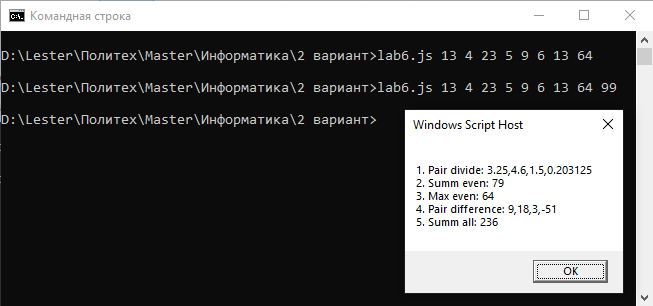 Командная строка
D:\Lester\Политех\Master\Информатика\2 вариант>lab6.js 13 4 23 5 9 6 13 64
D:\Lester\Политех\Master\Информатика\2 вариант>lab6.js 13 4 23 5 9 6 13 64 99
D:\Lester\Политех\Master\Информатика\2 вариант>
Windows Script Host
1. Pair divide: 3.25,4.6,1.5,0.203125
2. Summ even: 79
3. Max even: 64
4. Pair difference: 9,18,3,-51
5. Summ all: 236
OK